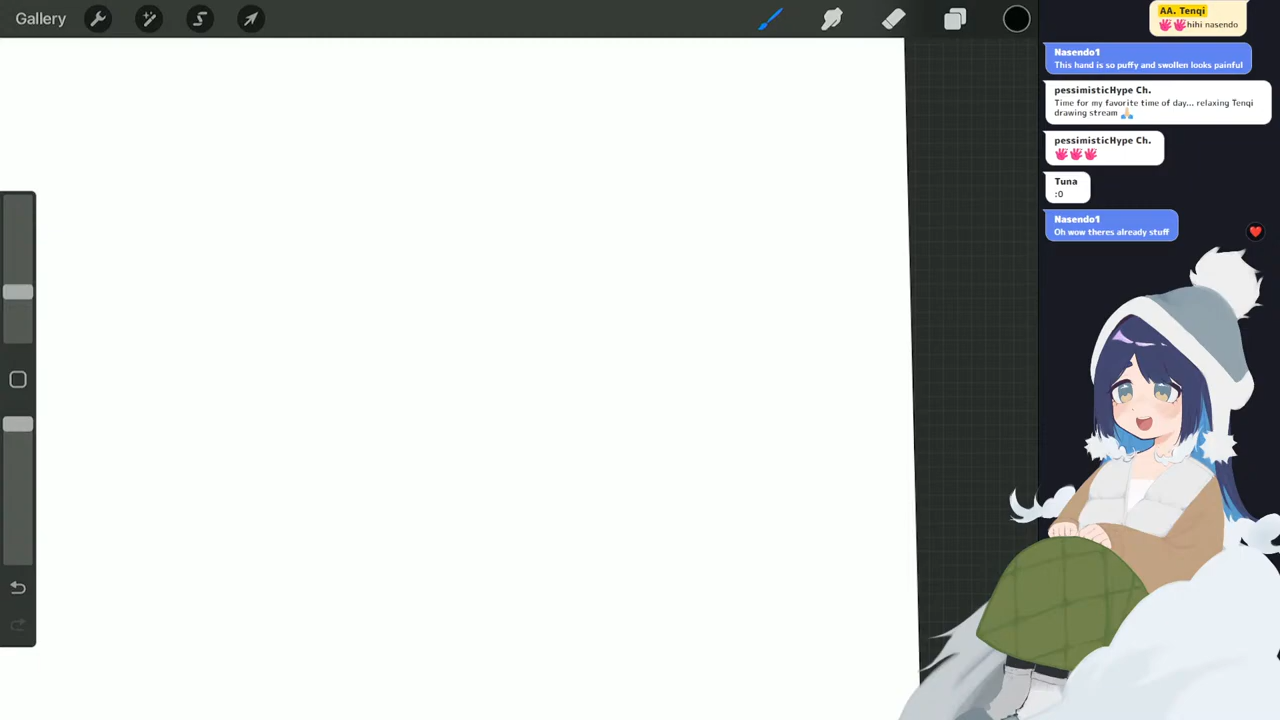 Gallery
AA. Tenqi
hihi nasendo
Nasendo1
This hand is so puffy and swollen looks painful
pessimisticHype Ch.
Time for my favorite time of day... relaxing Tenqi
drawing stream
pessimisticHype Ch.
Tuna
:0
Nasendo1
Oh wow theres already stuff